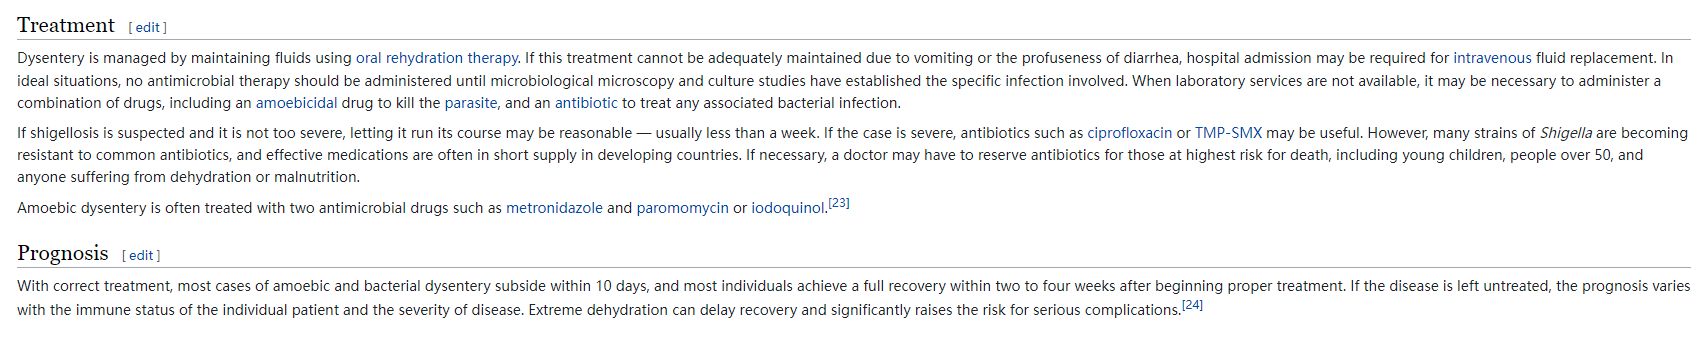 Treatment [ edit ]
Dysentery is managed by maintaining fluids using oral rehydration therapy. If this treatment cannot be adequately maintained due to vomiting or the profuseness of diarrhea, hospital admission may be required for intravenous fluid replacement. In
ideal situations, no antimicrobial therapy should be administered until microbiological microscopy and culture studies have established the specific infection involved. When laboratory services are not available, it may be necessary to administer a
combination of drugs, including an amoebicidal drug to kill the parasite, and an antibiotic to treat any associated bacterial infection.
If shigellosis is suspected and it is not too severe, letting it run its course may be reasonable — usually less than a week. If the case is severe, antibiotics such as ciprofloxacin or TMP-SMX may be useful. However, many strains of Shigella are becoming
resistant to common antibiotics, and effective medications are often in short supply in developing countries. If necessary, a doctor may have to reserve antibiotics for those at highest risk for death, including young children, people over 50, and
anyone suffering from dehydration or malnutrition.
Amoebic dysentery is often treated with two antimicrobial drugs such as metronidazole and paromomycin or iodoquinol.[23]
Prognosis [ edit ]
With correct treatment, most cases of amoebic and bacterial dysentery subside within 10 days, and most individuals achieve a full recovery within two to four weeks after beginning proper treatment. If the disease is left untreated, the prognosis varies
with the immune status of the individual patient and the severity of disease. Extreme dehydration can delay recovery and significantly raises the risk for serious complications.[24]